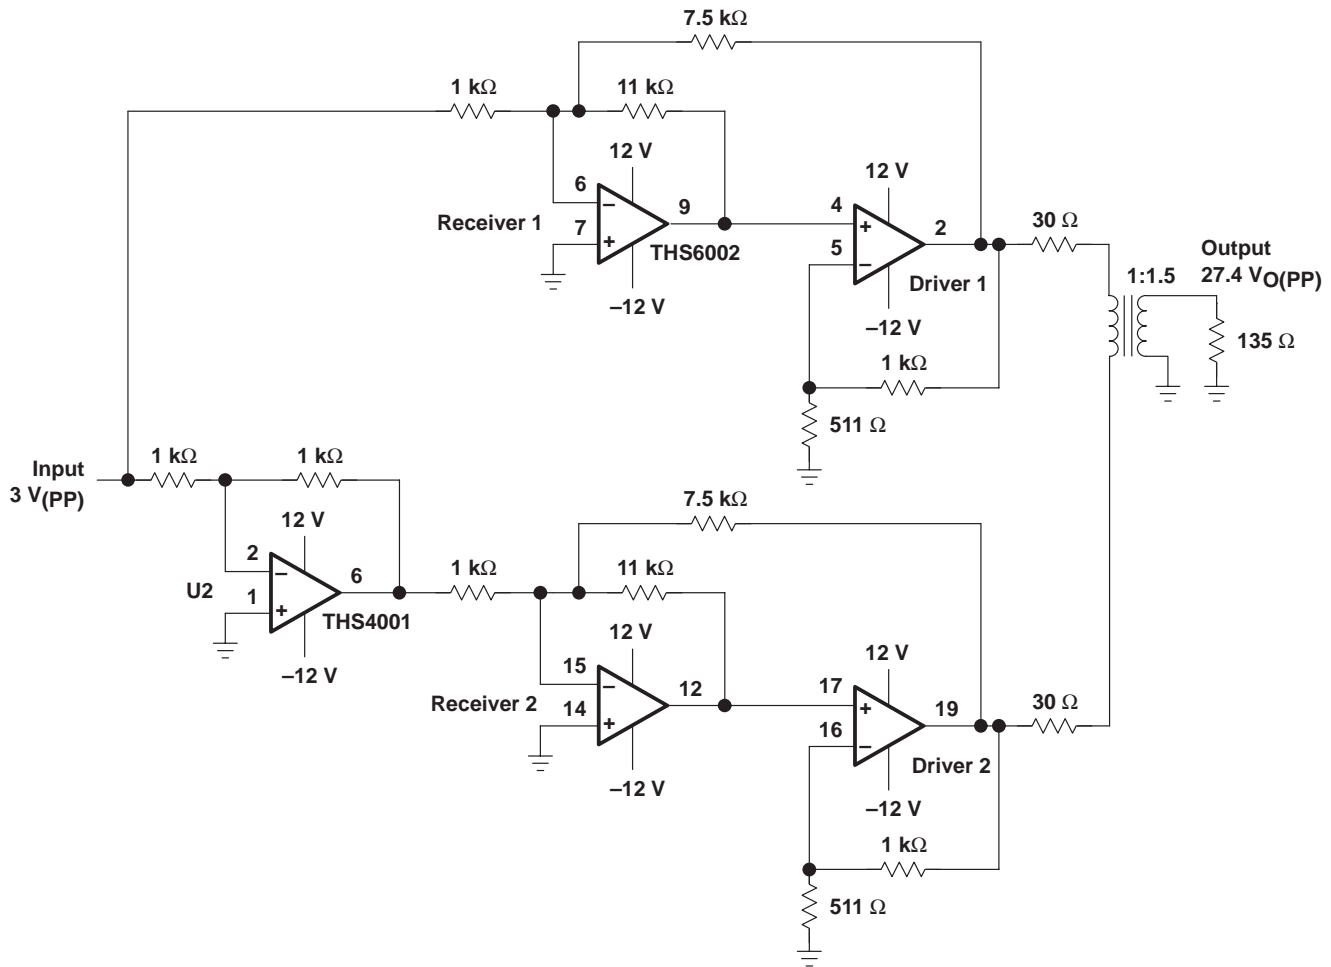 7.5 kΩ
1 kΩ
11 kΩ
12 V
12 V
6
9
4
2
30 Ω
Output
27.4 VO(PP)
Receiver 1
7
THS6002
5
1:1.5
–12 V
Driver 1
–12 V
135 Ω
1 kΩ
511 Ω
1 kΩ
1 kΩ
Input
3 V(PP)
7.5 kΩ
12 V
2
6
1 kΩ
11 kΩ
U2
1
THS4001
12 V
12 V
–12 V
15
12
17
19
30 Ω
Receiver 2
14
16
–12 V
Driver 2
–12 V
1 kΩ
511 Ω